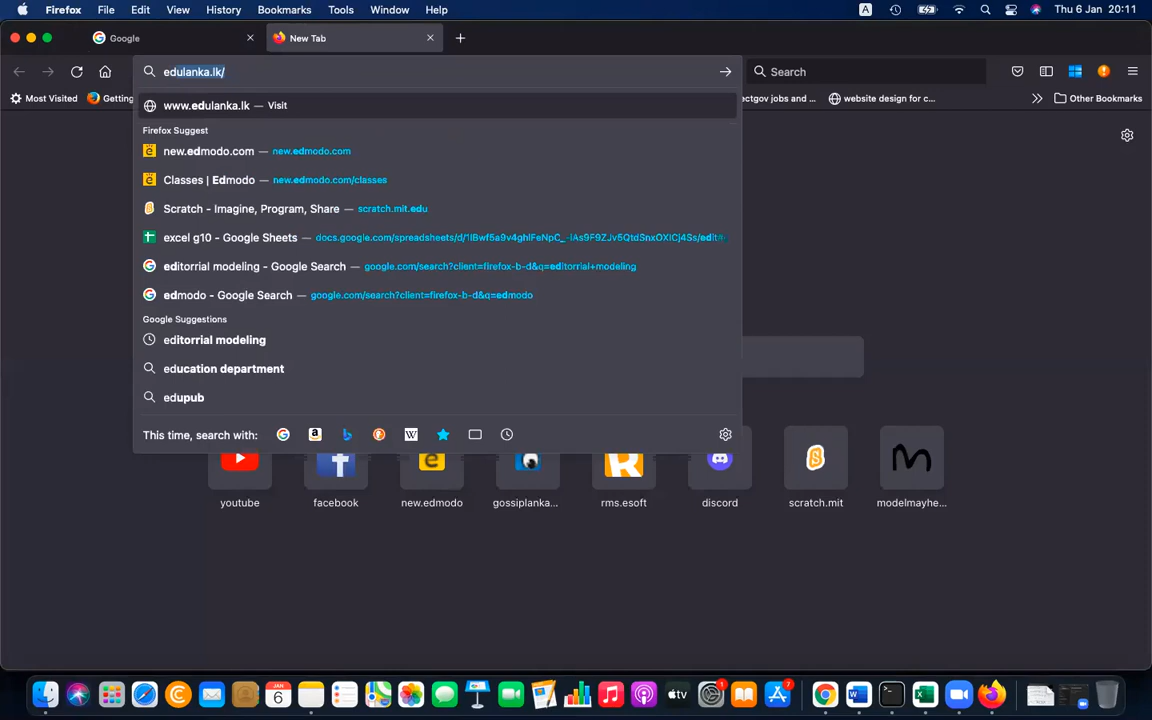 Firefox File Edit View History Bookmarks Tools Window Help A Thu 6 Jan 20:11
Google New Tab
edulanka.lk/ Search
Most Visited Getting ectgov jobs and ... website design for c... Other Bookmarks
www.edulanka.lk — Visit
Firefox Suggest
new.edmodo.com — new.edmodo.com
Classes | Edmodo — new.edmodo.com/classes
Scratch - Imagine, Program, Share — scratch.mit.edu
excel g10 - Google Sheets —
editorrial modeling - Google Search — google.com/search?client=firefox-b-d&q=editorrial+modeling
edmodo - Google Search — google.com/search?client=firefox-b-d&q=edmodo
Google Suggestions
editorrial modeling
education department
edupub
This time, search with:
youtube facebook new.edmodo gossiplanka... rms.esoft discord scratch.mit modelmayhe...
JAN
6 tv 1 7